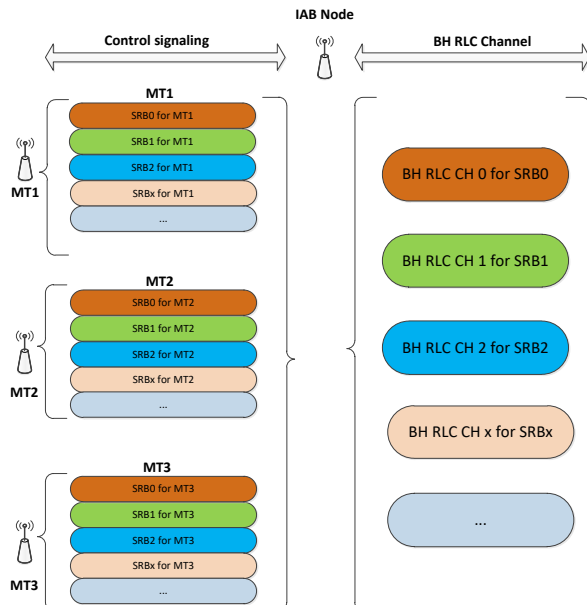 IAB Node
Control signaling
BH RLC Channel
MT1
SRB0 for MT1
SRB1 for MT1
SRB2 for MT1
SRBx for MT1
...
MT1
MT2
SRB0 for MT2
SRB1 for MT2
SRB2 for MT2
SRBx for MT2
...
MT2
MT3
SRB0 for MT3
SRB1 for MT3
SRB2 for MT3
SRBx for MT3
...
MT3
BH RLC CH 0 for SRB0
BH RLC CH 1 for SRB1
BH RLC CH 2 for SRB2
BH RLC CH x for SRBx
...